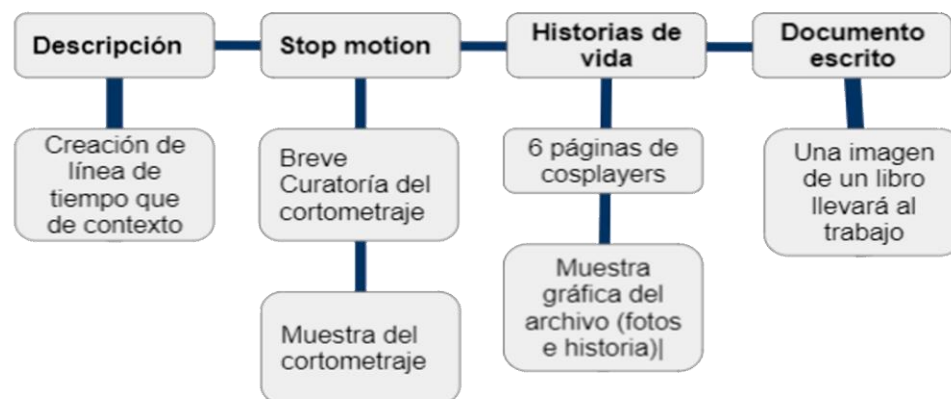 Descripción
Stop motion
Historias de
vida
Documento
escrito
Creación de
línea de
tiempo que
de contexto
Breve
Curatoría del
cortometraje
6 páginas de
cosplayers
Una imagen
de un libro
llevará al
trabajo
Muestra del
cortometraje
Muestra
gráfica del
archivo (fotos
e historia)|